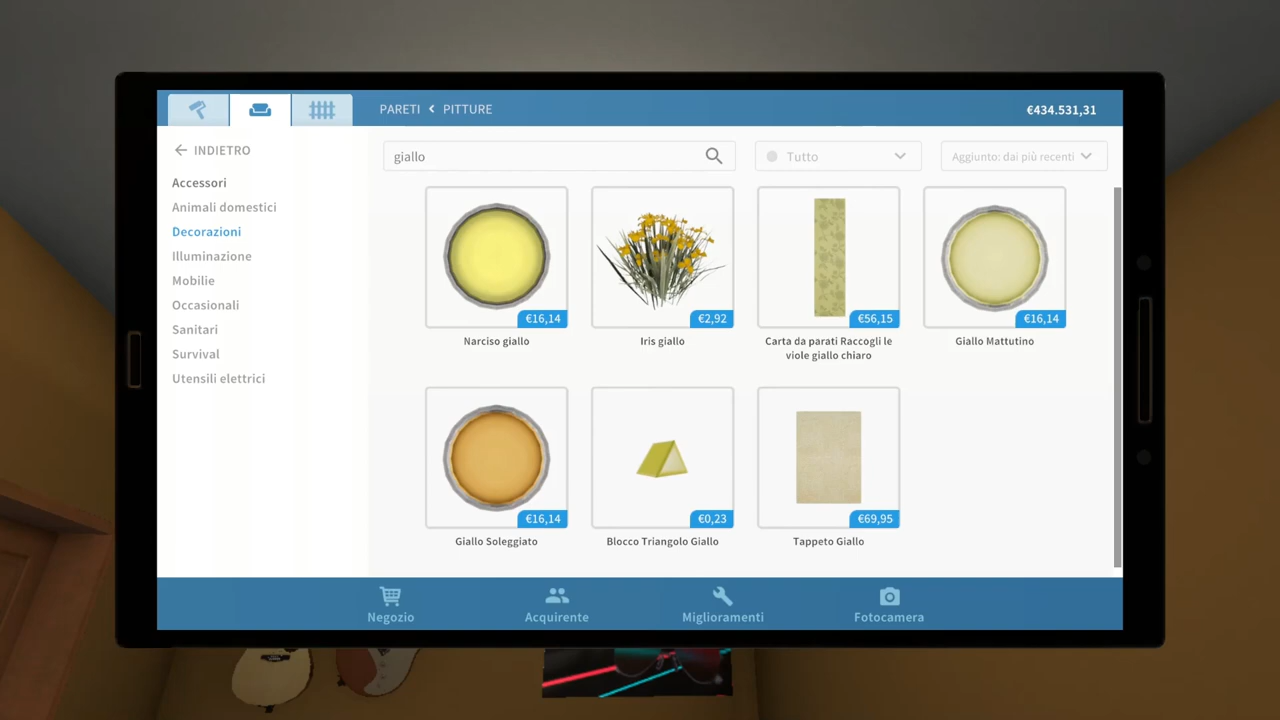 PARETI < PITTURE
€434.531,31
INDIETRO
giallo
Tutto
Aggiunto: dai più recenti
Accessori
Animali domestici
Decorazioni
Illuminazione
Mobilie
Occasionali
Sanitari
Survival
Utensili elettrici
€16,14
€2,92
€56,15
€16,14
Narciso giallo
Iris giallo
Carta da parati Raccogli le
viole giallo chiaro
Giallo Mattutino
€16,14
€0,23
€69,95
Giallo Soleggiato
Blocco Triangolo Giallo
Tappeto Giallo
Negozio
Acquirente
Miglioramenti
Fotocamera